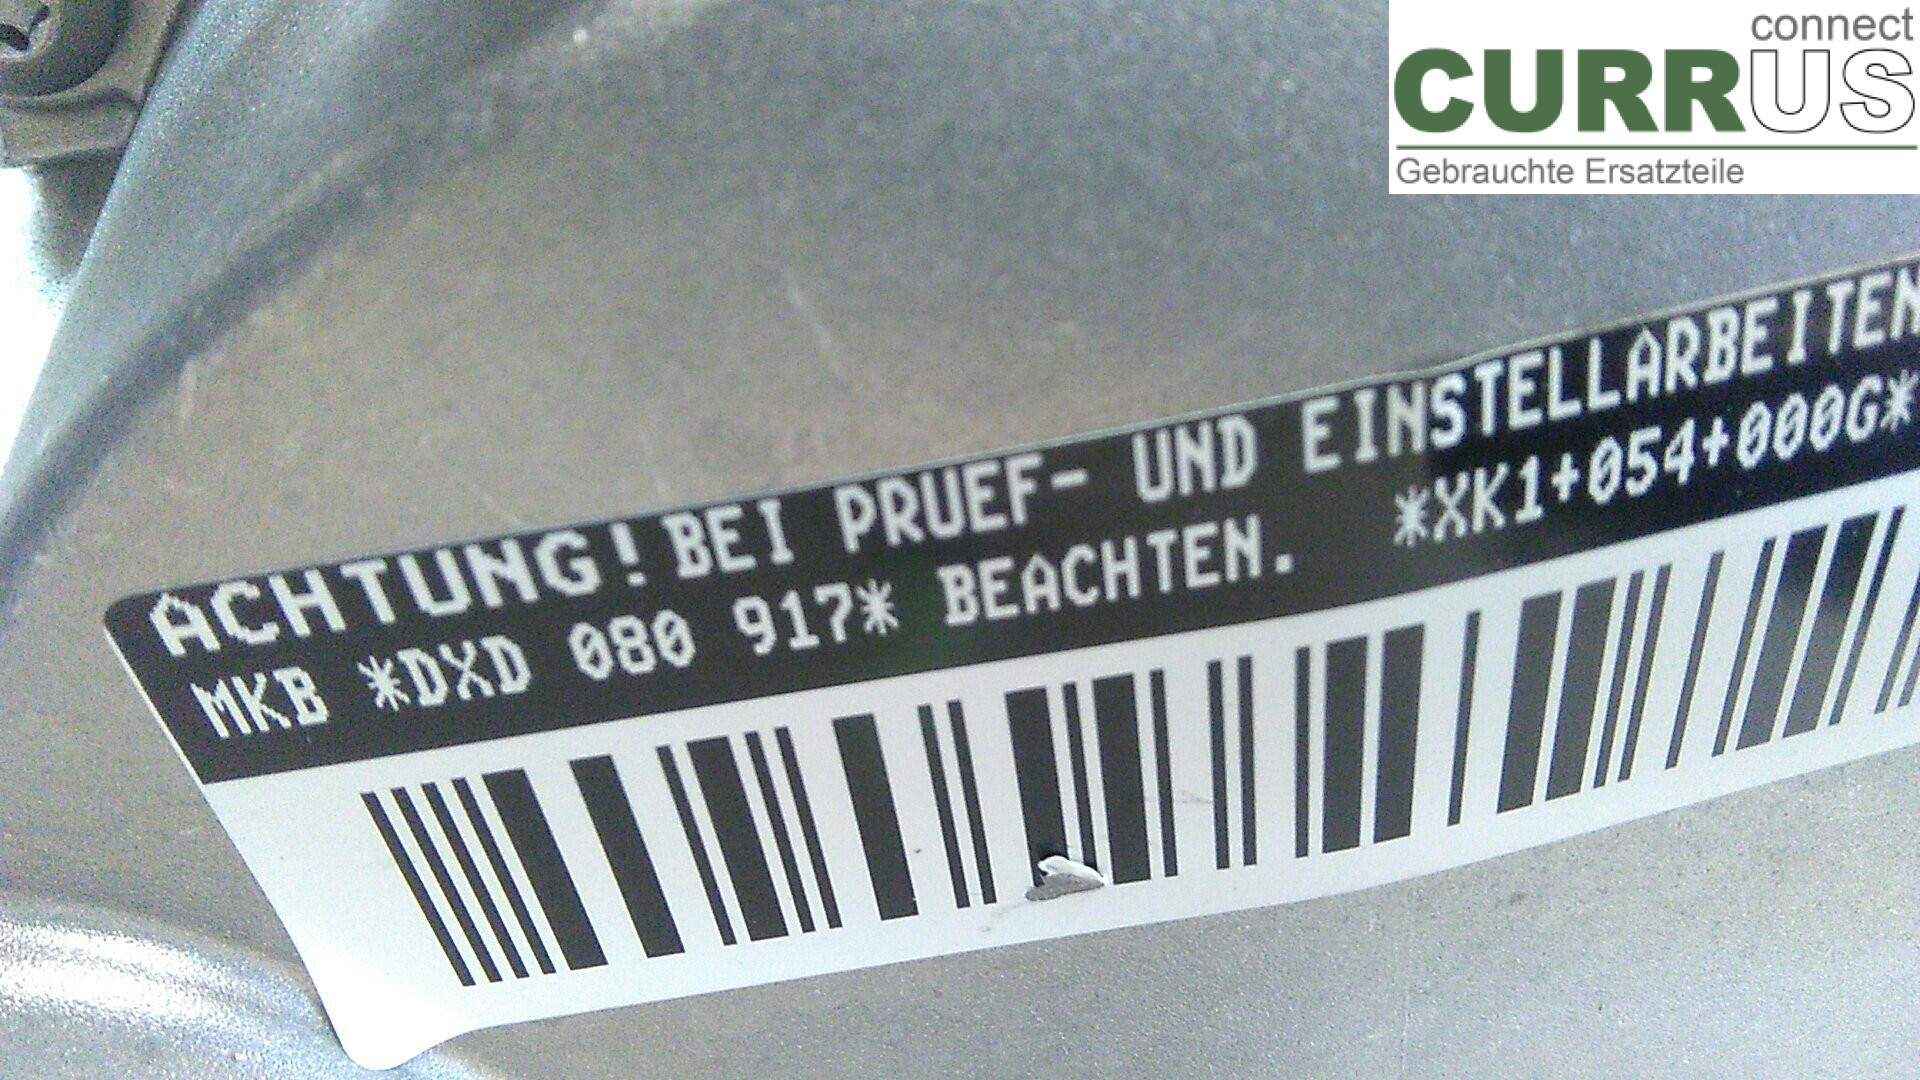 connect
CURRUS
Gebrauchte Ersatzteile
ACHTUNG! BEI PRUEF- UND EINSTELLARBEITEN
MKB *DXD 080 917* BEACHTEN. *XK1+054+000G*